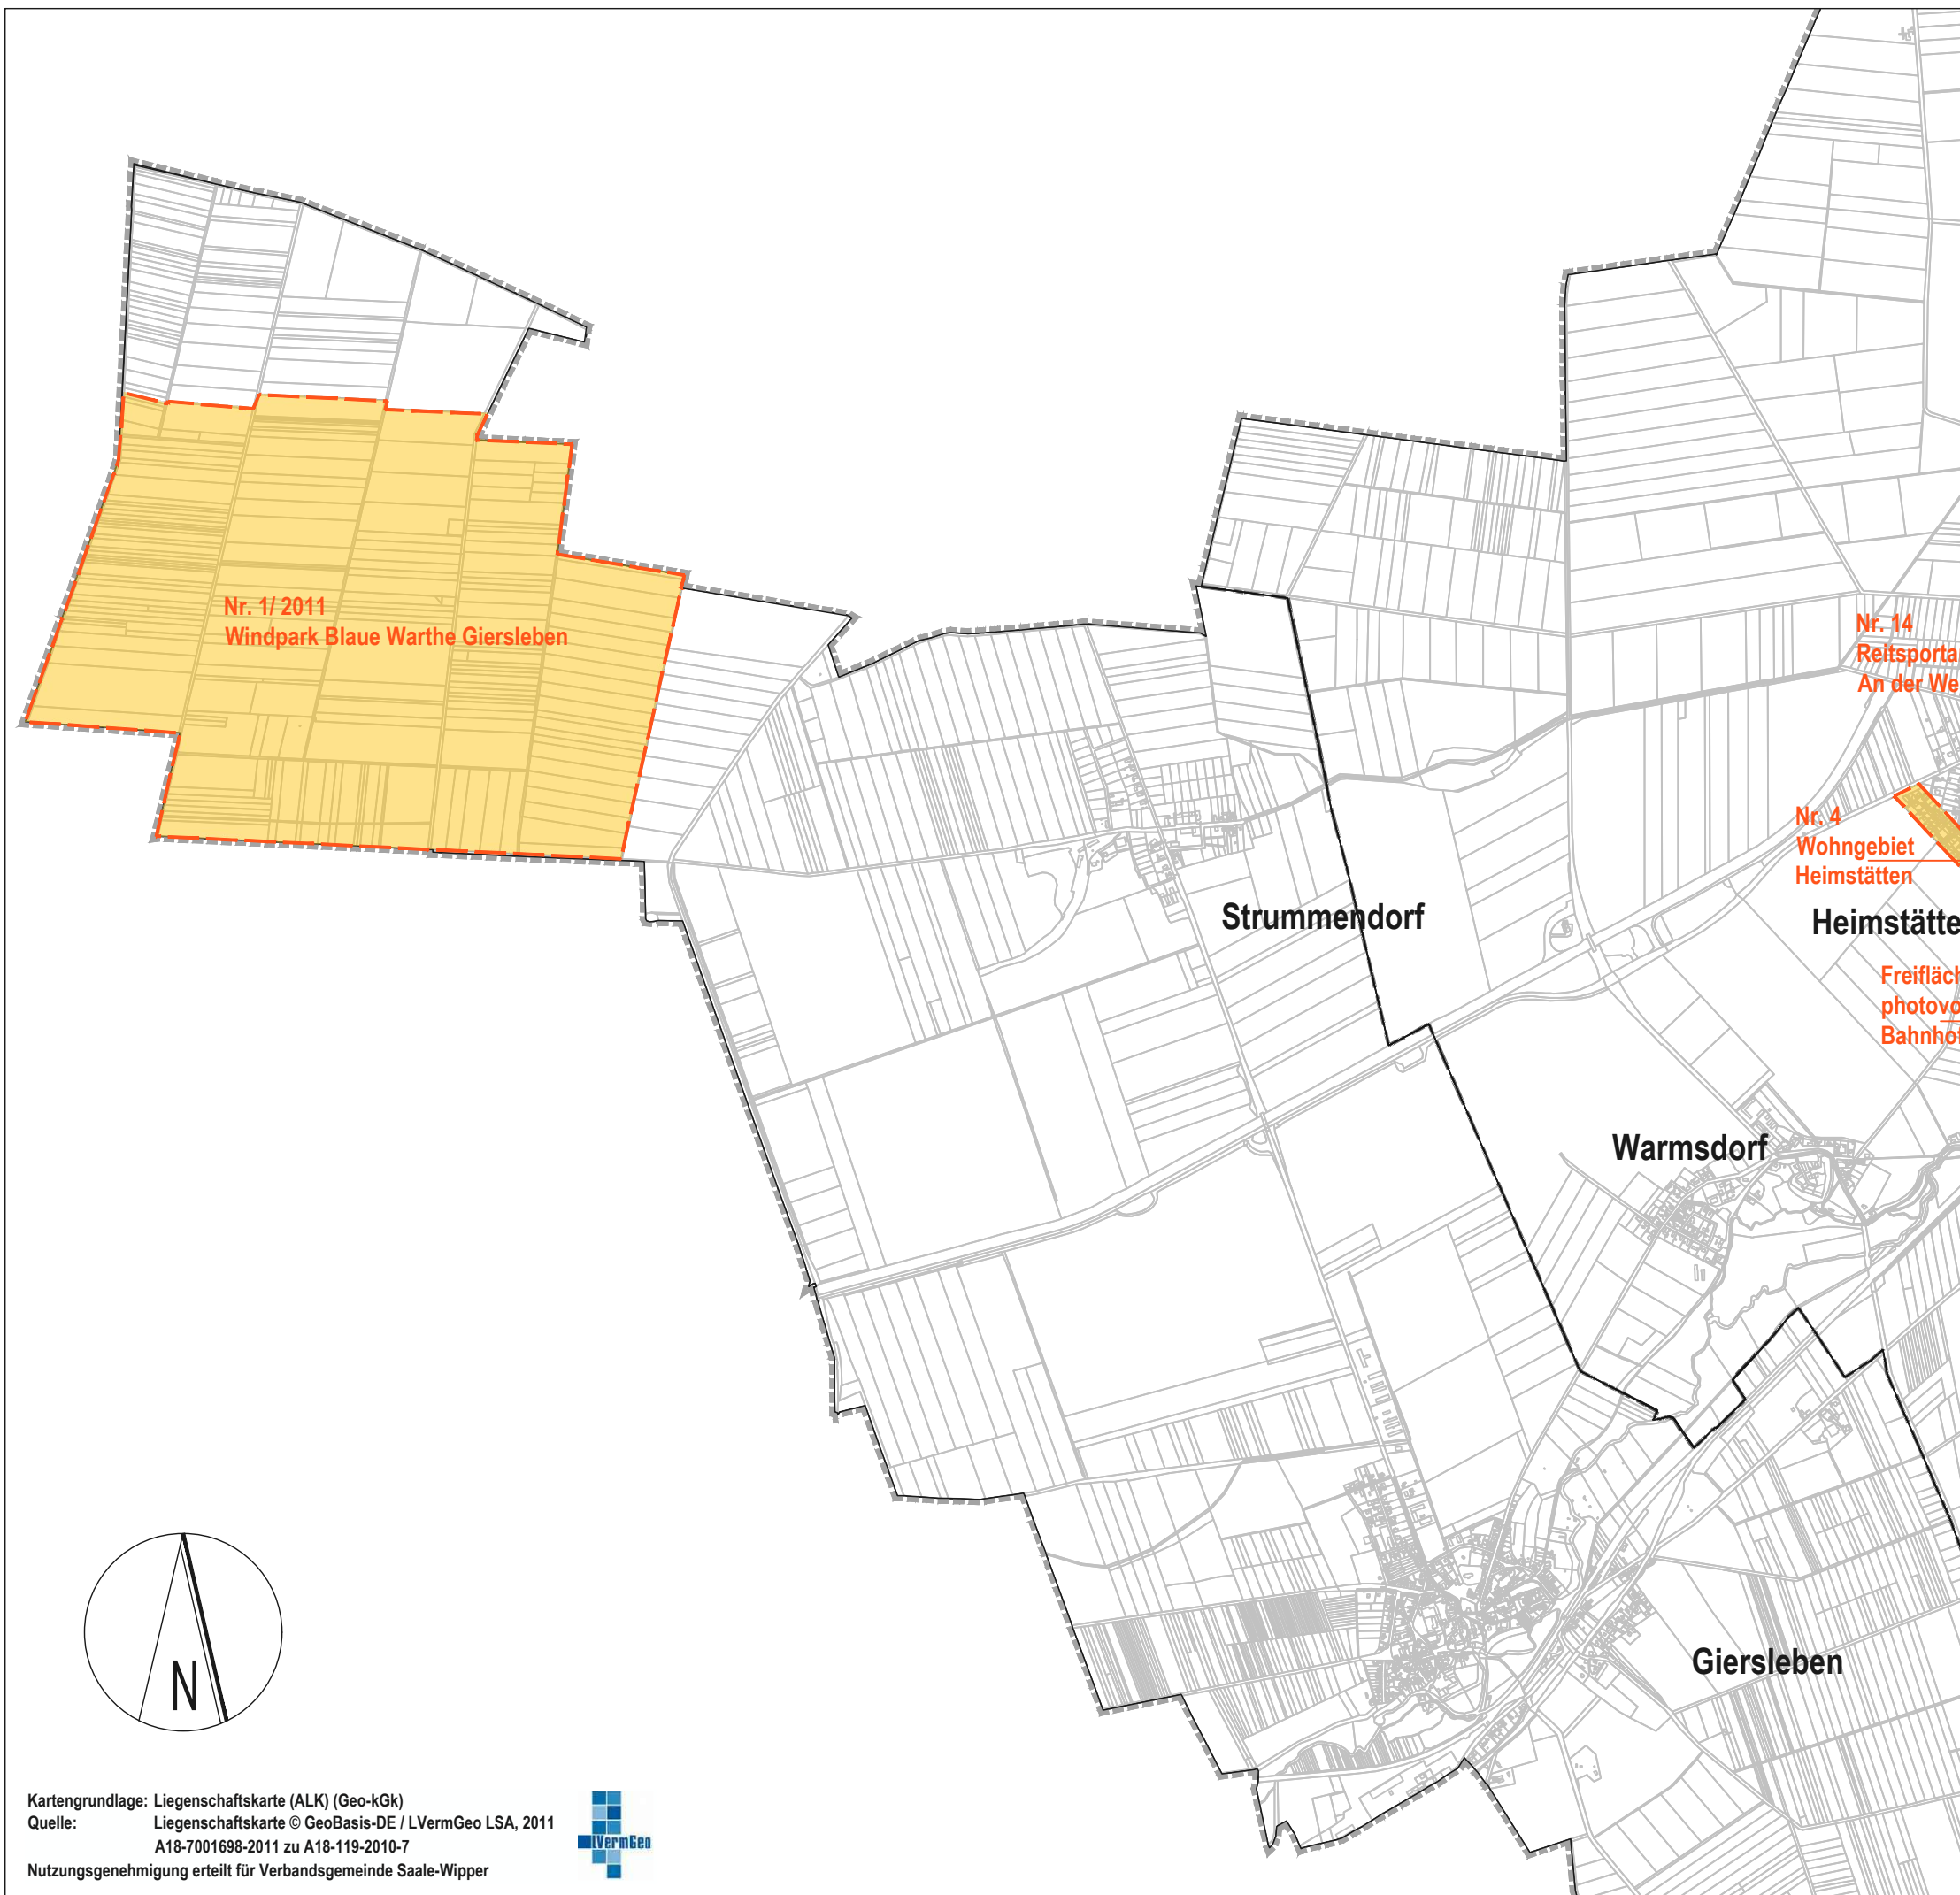 Nr. 1/ 2011
Windpark Blaue Warthe Giersleben
Nr. 14
Reitsporta
An der We
Nr. 4
Wohngebiet
Heimstätten
Strummendorf
Heimstätte
Freifläch
photovo
Bahnhof
Warmsdorf
Giersleben
N
Kartengrundlage: Liegenschaftskarte (ALK) (Geo-kGk)
Quelle: Liegenschaftskarte © GeoBasis-DE / LVermGeo LSA, 2011
A18-7001698-2011 zu A18-119-2010-7
Nutzungsgenehmigung erteilt für Verbandsgemeinde Saale-Wipper
LVermGeo